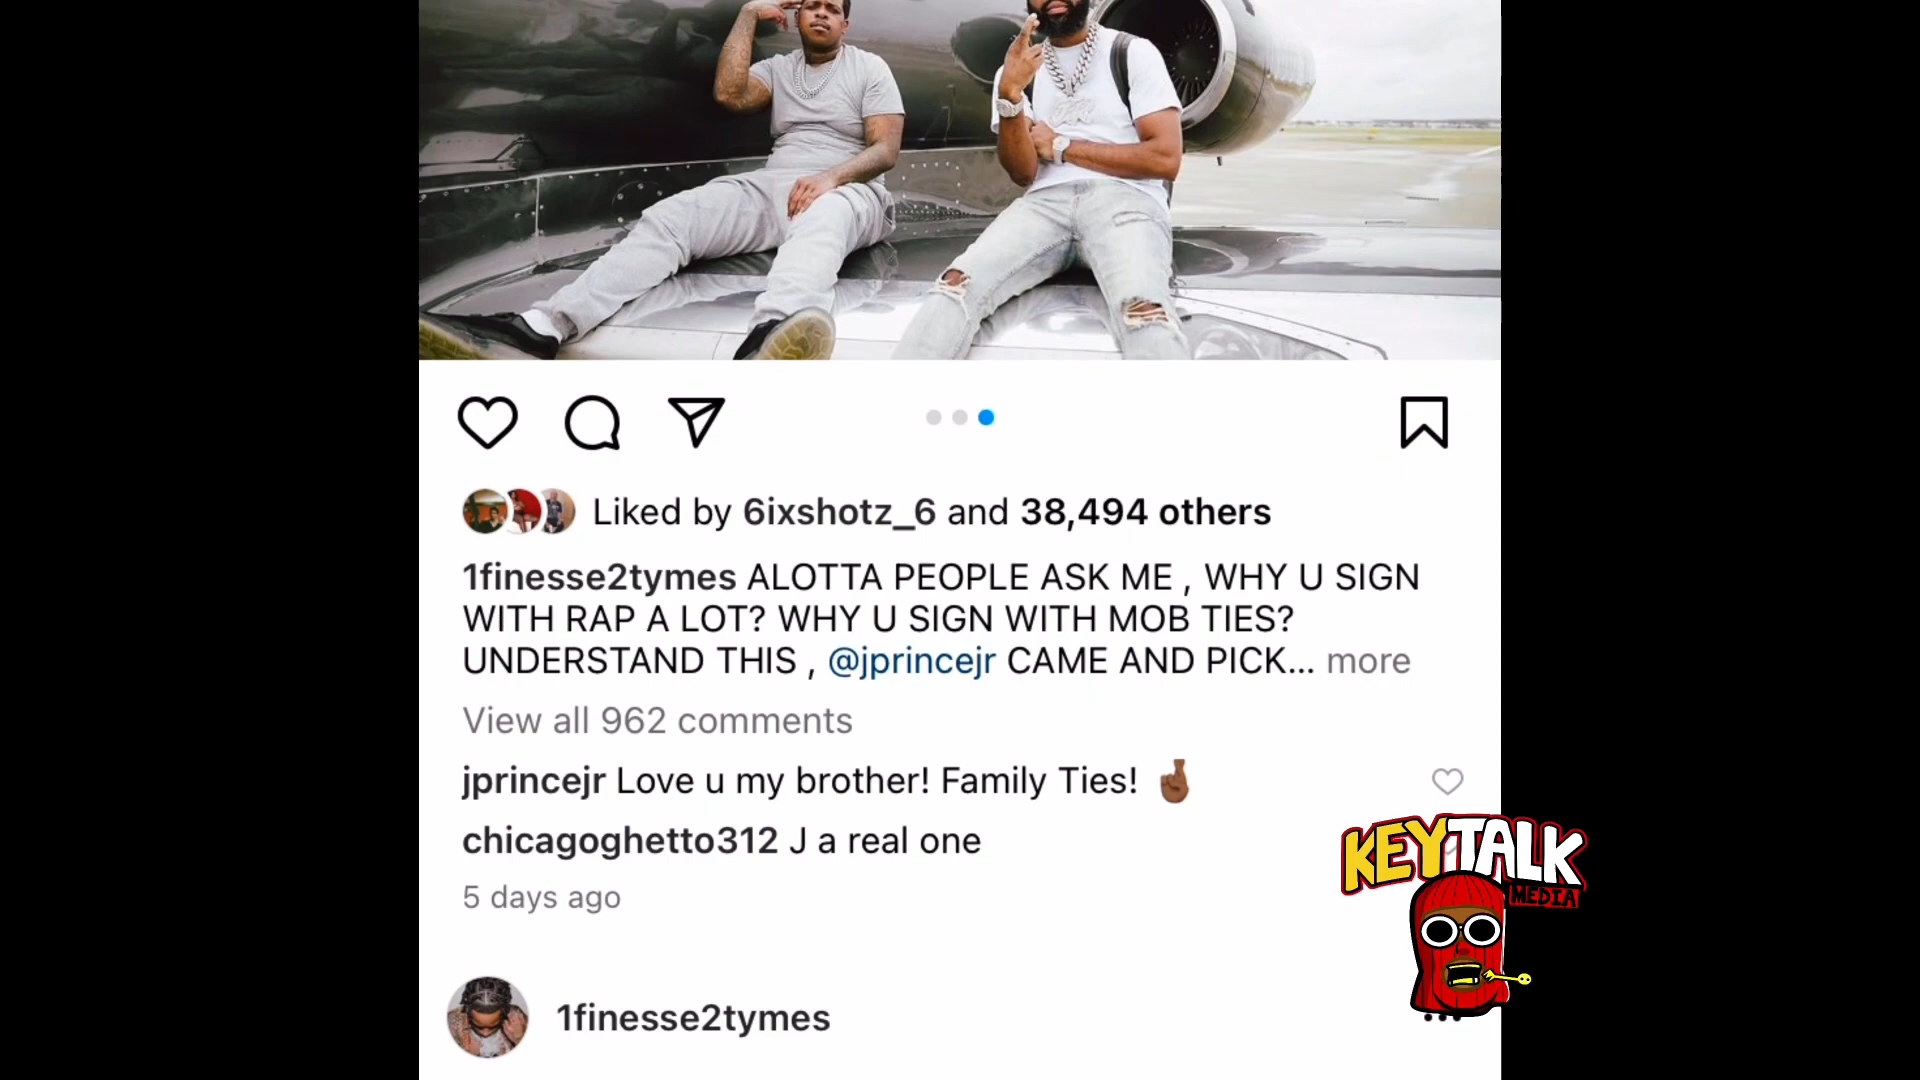 Liked by 6ixshotz_6 and 38,494 others
1finesse2tymes ALOTTA PEOPLE ASK ME , WHY U SIGN
WITH RAP A LOT? WHY U SIGN WITH MOB TIES?
UNDERSTAND THIS , @jprincejr CAME AND PICK... more
View all 962 comments
jprincejr Love u my brother! Family Ties! 🤞🏾
chicagoghetto312 J a real one
5 days ago
KEYTALK
MEDIA
1finesse2tymes